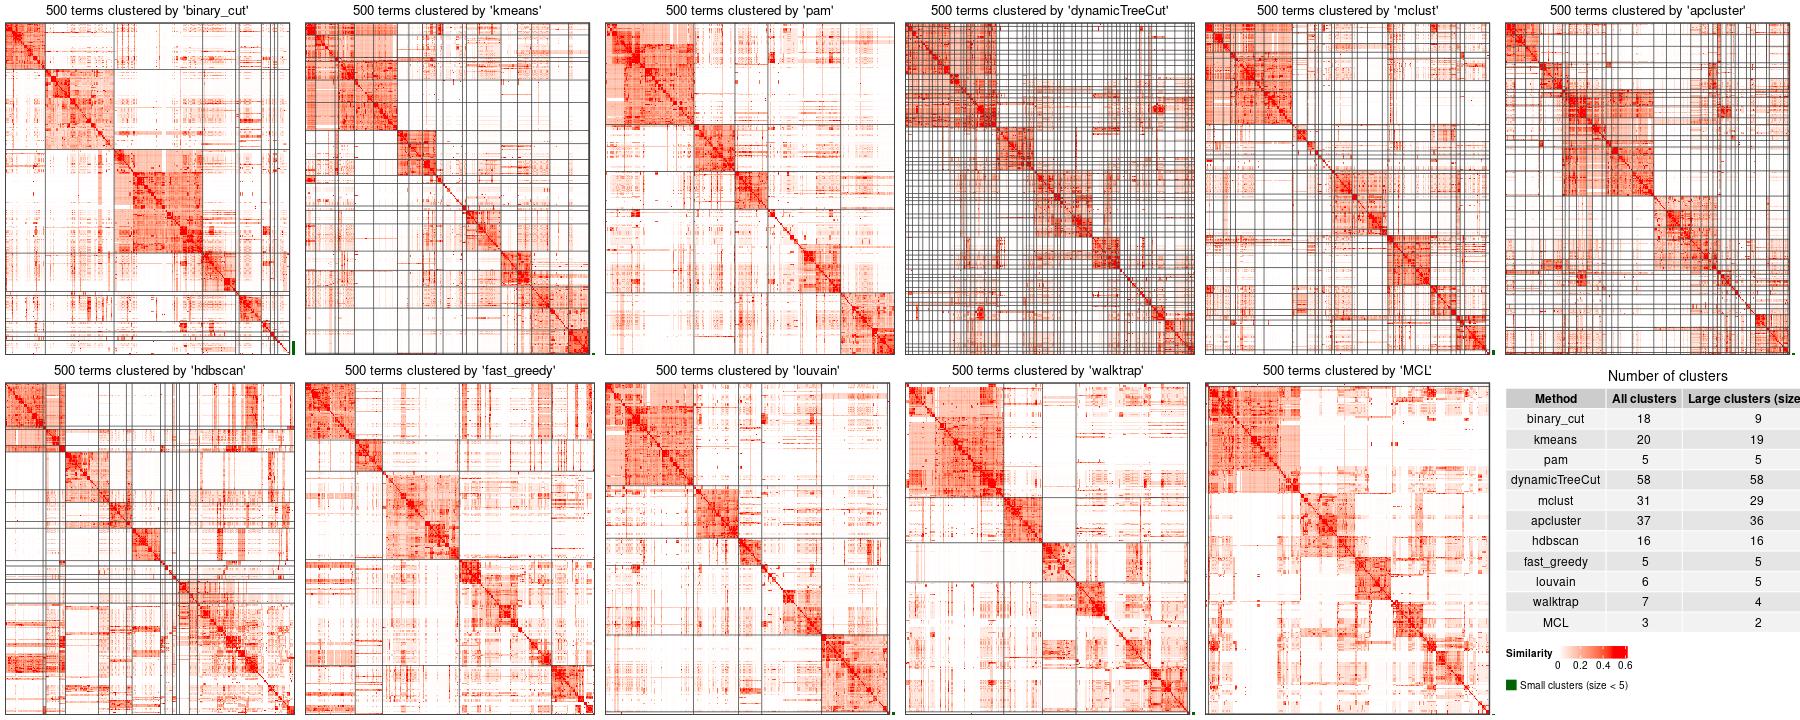 500 terms clustered by 'binary_cut'
500 terms clustered by 'kmeans'
500 terms clustered by 'pam'
500 terms clustered by 'dynamicTreeCut'
500 terms clustered by 'mclust'
500 terms clustered by 'apcluster'
500 terms clustered by 'hdbscan'
500 terms clustered by 'fast_greedy'
500 terms clustered by 'louvain'
500 terms clustered by 'walktrap'
500 terms clustered by 'MCL'
Number of clusters
Method All clusters Large clusters (size
binary_cut 18 9
kmeans 20 19
pam 5 5
dynamicTreeCut 58 58
mclust 31 29
apcluster 37 36
hdbscan 16 16
fast_greedy 5 5
louvain 6 5
walktrap 7 4
MCL 3 2
Similarity
0 0.2 0.4 0.6
Small clusters (size < 5)